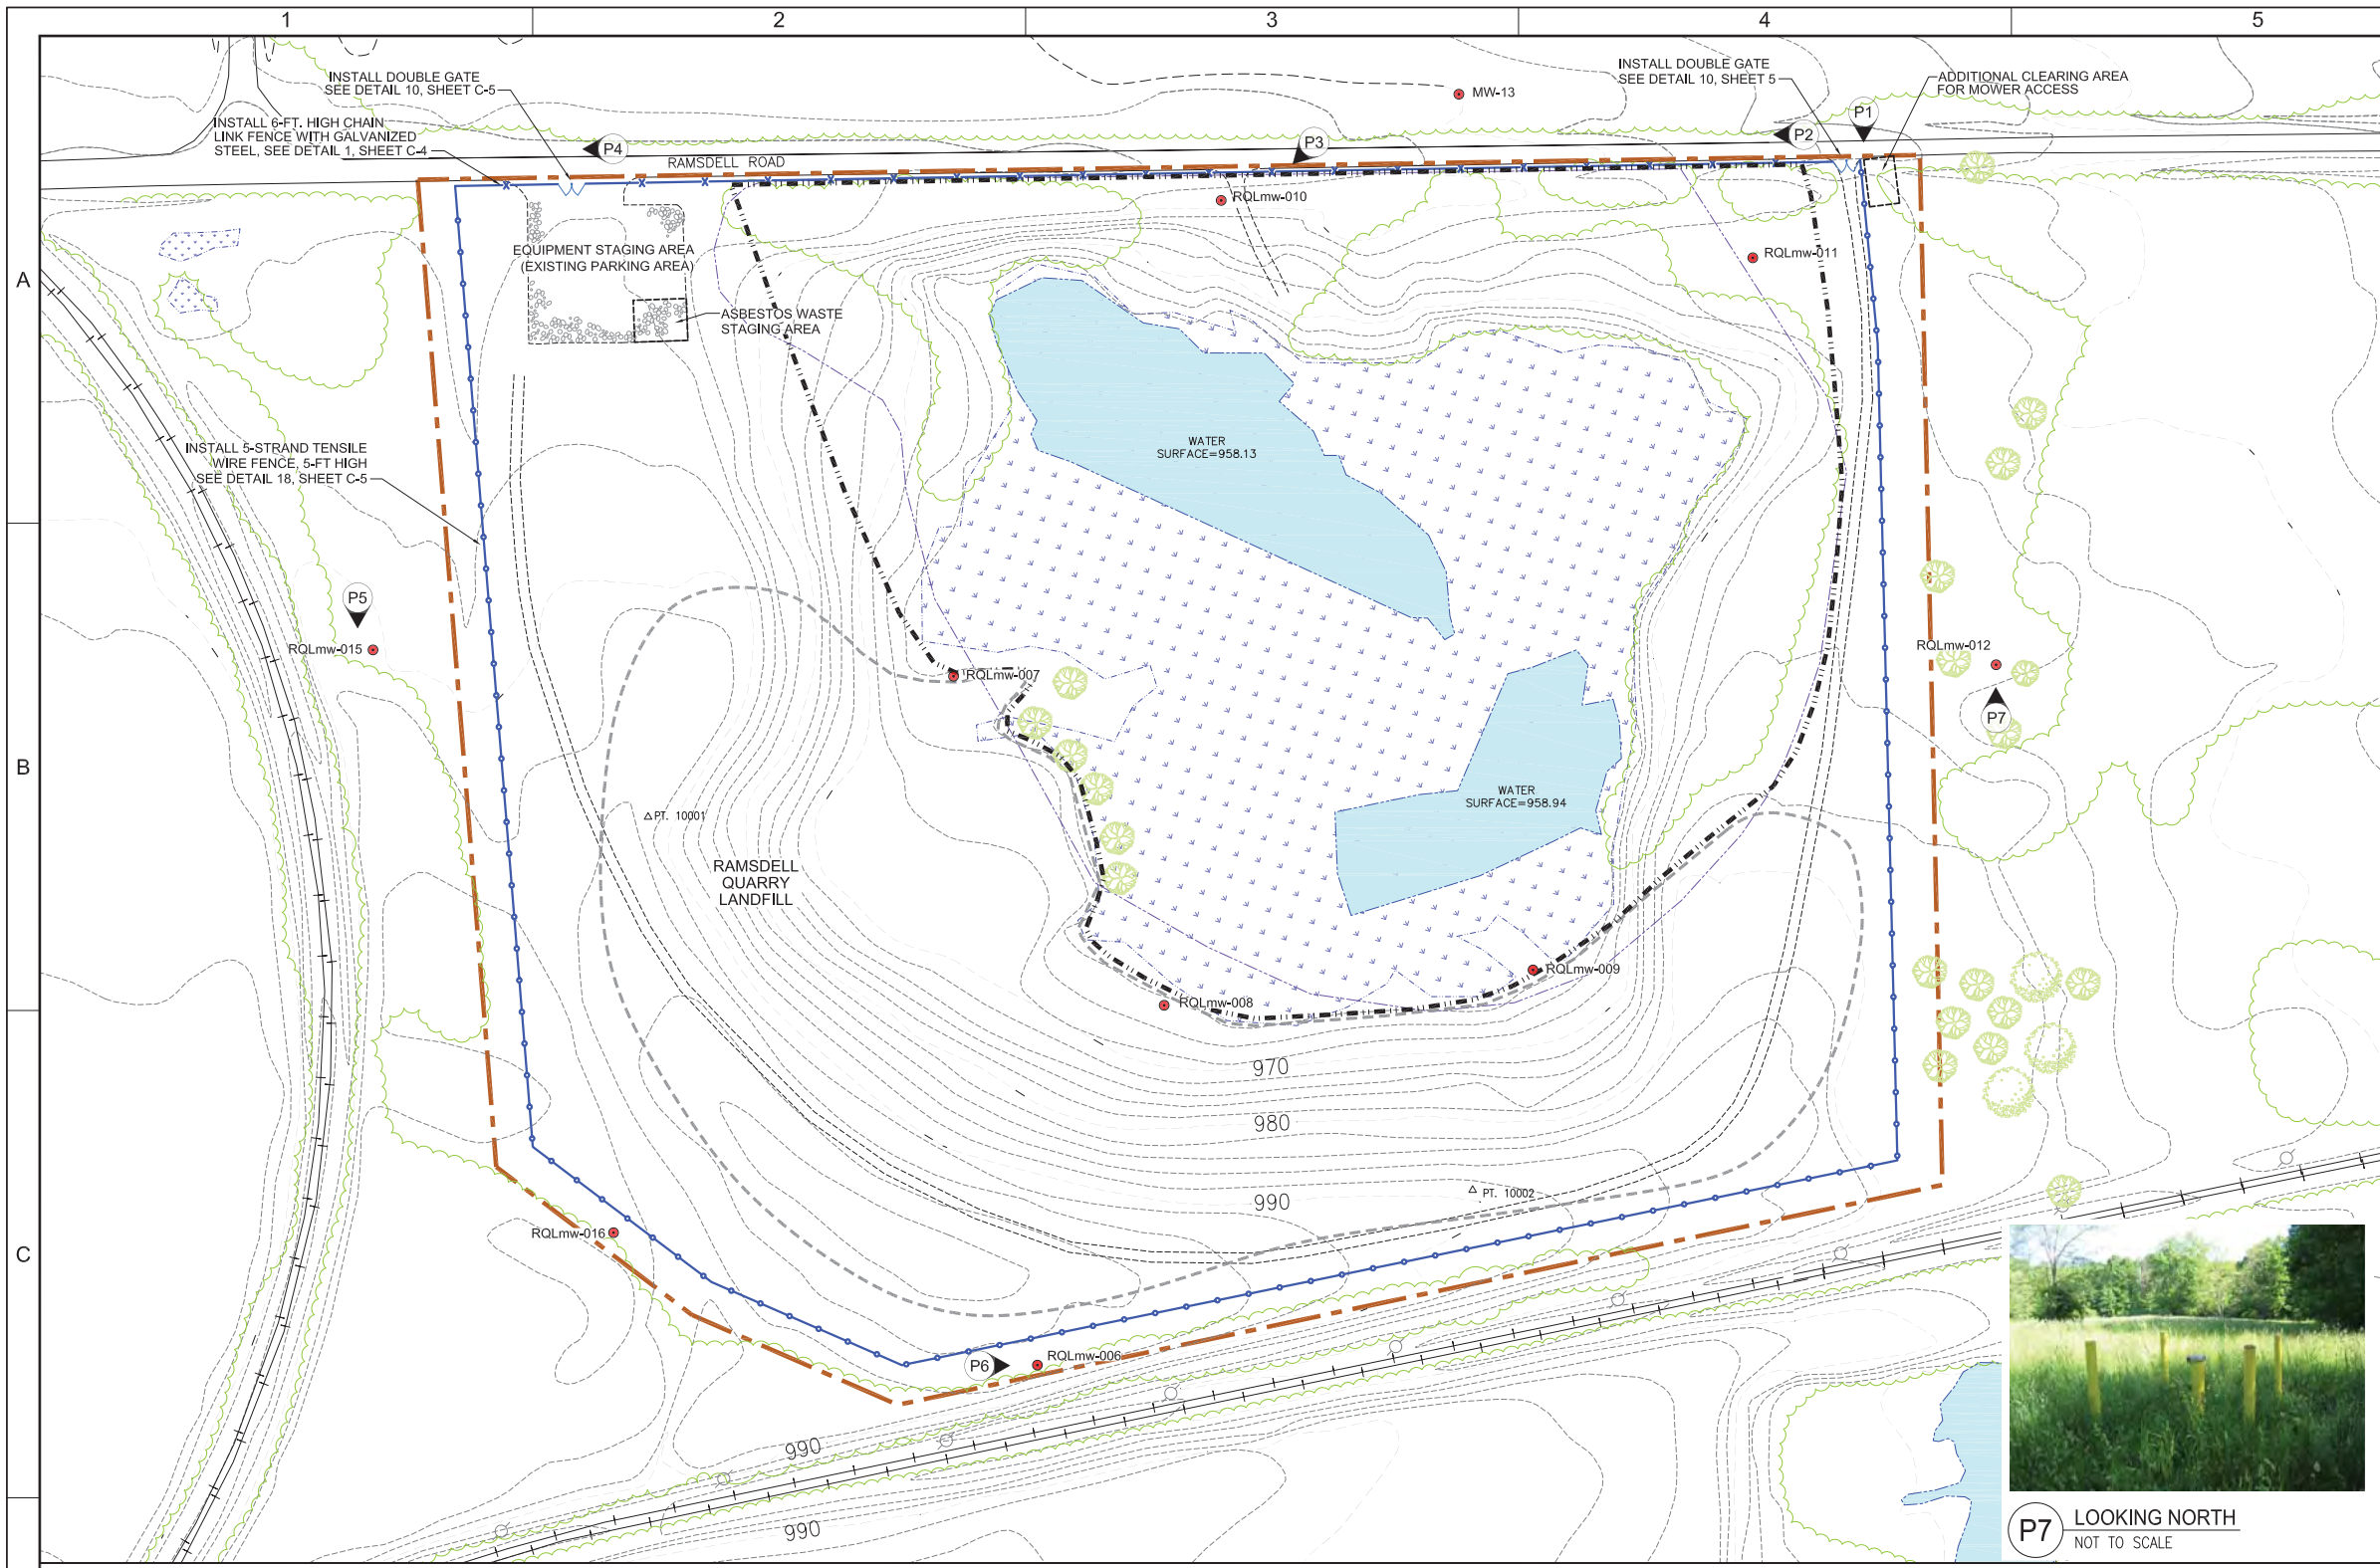 1
2
3
4
5
INSTALL DOUBLE GATE
SEE DETAIL 10, SHEET C-5
INSTALL DOUBLE GATE
SEE DETAIL 10, SHEET 5
ADDITIONAL CLEARING AREA
FOR MOWER ACCESS
MW-13
INSTALL 6-FT. HIGH CHAIN
LINK FENCE WITH GALVANIZED
STEEL, SEE DETAIL 1, SHEET C-4
P4
P3
P2
P1
RAMSDELL ROAD
RQLmw-010
RQLmw-011
EQUIPMENT STAGING AREA
(EXISTING PARKING AREA)
A
ASBESTOS WASTE
STAGING AREA
INSTALL 5-STRAND TENSILE
WIRE FENCE, 5-FT HIGH
SEE DETAIL 18, SHEET C-5
WATER
SURFACE=958.13
P5
RQLmw-015
RQLmw-007
RQLmw-012
P7
B
WATER
SURFACE=958.94
PT. 10001
RAMSDELL
QUARRY
LANDFILL
RQLmw-009
RQLmw-008
970
980
990
PT. 10002
RQLmw-016
C
P6
RQLmw-006
990
990
P7
LOOKING NORTH
NOT TO SCALE